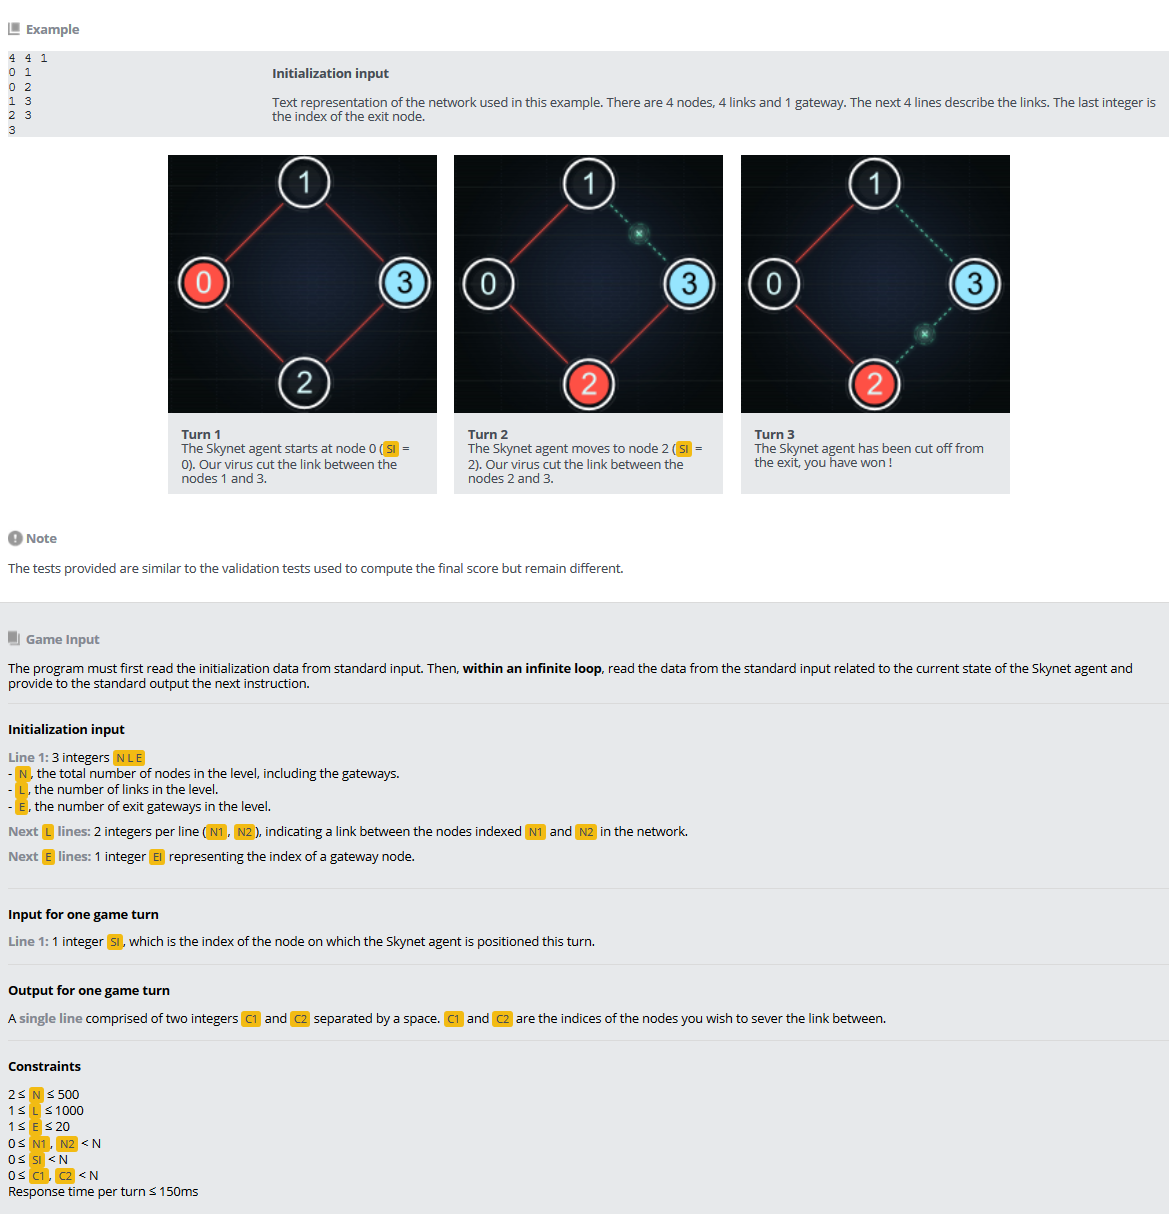 Example
4 4 1
0 1
0 2
1 3
2 3
3
Initialization input
Text representation of the network used in this example. There are 4 nodes, 4 links and 1 gateway. The next 4 lines describe the links. The last integer is
the index of the exit node.
1
0
3
2
1
0
3
2
1
0
3
2
Turn 1
The Skynet agent starts at node 0 ( SI =
0). Our virus cut the link between the
nodes 1 and 3.
Turn 2
The Skynet agent moves to node 2 ( SI =
2). Our virus cut the link between the
nodes 2 and 3.
Turn 3
The Skynet agent has been cut off from
the exit, you have won !
Note
The tests provided are similar to the validation tests used to compute the final score but remain different.
Game Input
The program must first read the initialization data from standard input. Then, within an infinite loop, read the data from the standard input related to the current state of the Skynet agent and
provide to the standard output the next instruction.
Initialization input
Line 1: 3 integers N L E
- N , the total number of nodes in the level, including the gateways.
- L , the number of links in the level.
- E , the number of exit gateways in the level.
Next L lines: 2 integers per line ( N1 , N2 ), indicating a link between the nodes indexed N1 and N2 in the network.
Next E lines: 1 integer EI representing the index of a gateway node.
Input for one game turn
Line 1: 1 integer SI , which is the index of the node on which the Skynet agent is positioned this turn.
Output for one game turn
A single line comprised of two integers C1 and C2 separated by a space. C1 and C2 are the indices of the nodes you wish to sever the link between.
Constraints
2 ≤ N ≤ 500
1 ≤ L ≤ 1000
1 ≤ E ≤ 20
0 ≤ N1 , N2 < N
0 ≤ SI < N
0 ≤ C1 , C2 < N
Response time per turn ≤ 150ms